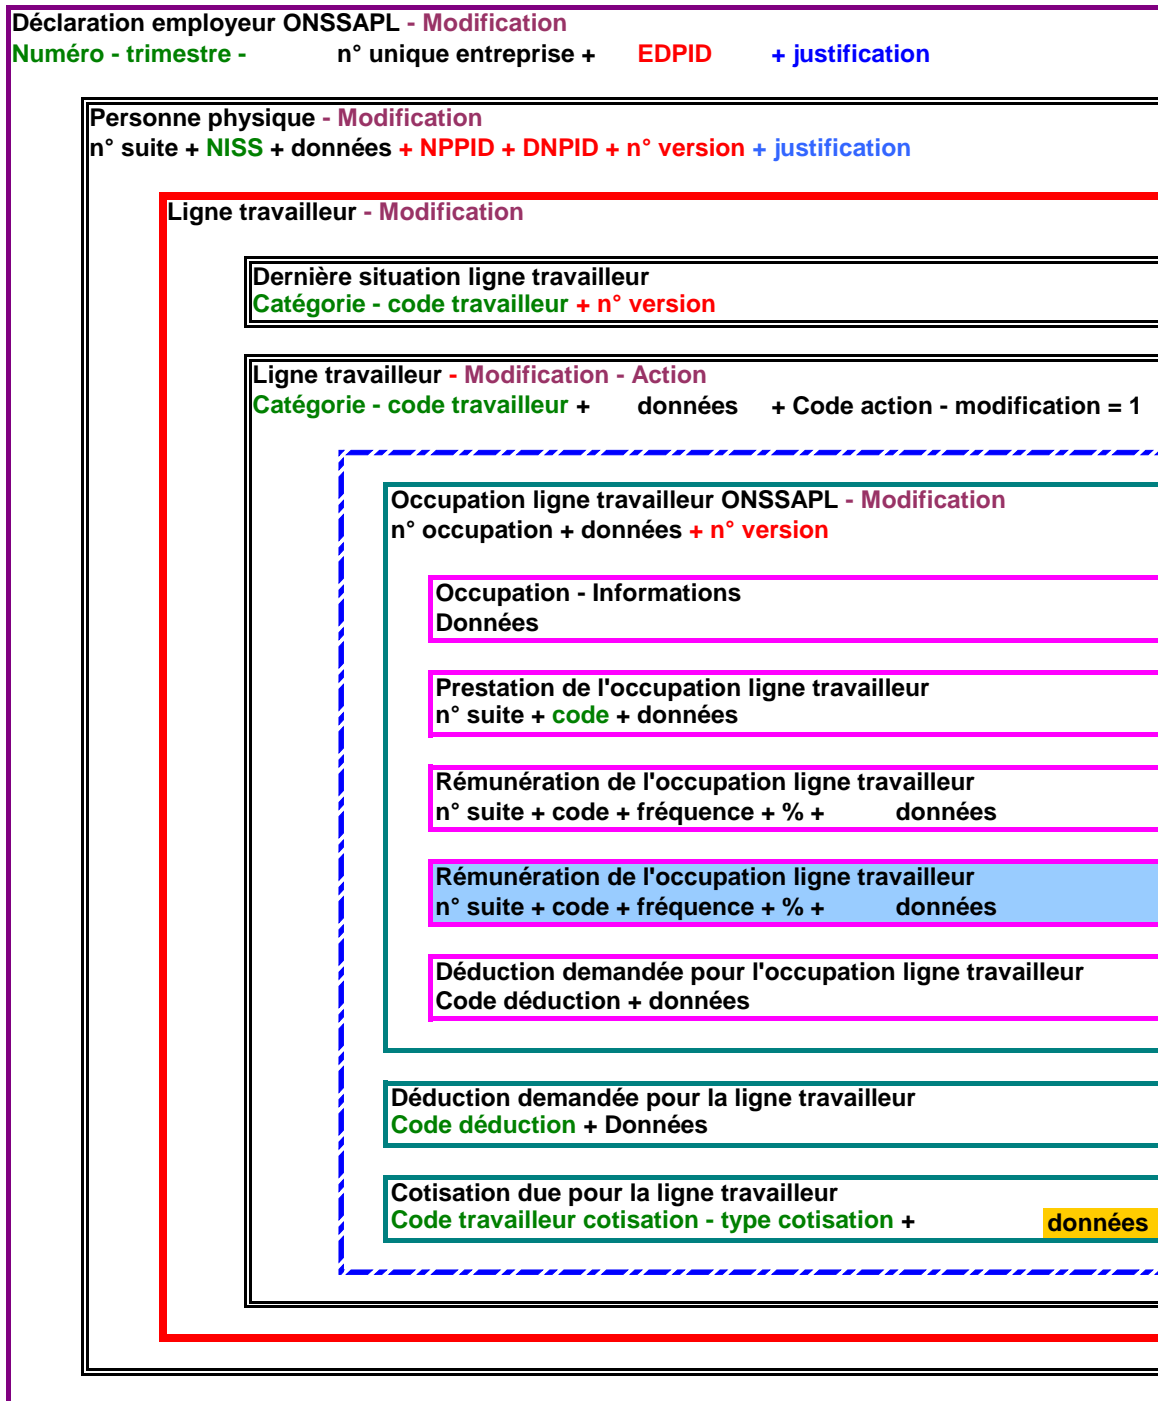 Déclaration employeur ONSSAPL - Modification
Numéro - trimestre - n° unique entreprise + EDPID + justification
Personne physique - Modification
n° suite + NISS + données + NPPID + DNPID + n° version + justification
Ligne travailleur - Modification
Dernière situation ligne travailleur
Catégorie - code travailleur + n° version
Ligne travailleur - Modification - Action
Catégorie - code travailleur + données + Code action - modification = 1
Occupation ligne travailleur ONSSAPL - Modification
n° occupation + données + n° version
Occupation - Informations
Données
Prestation de l'occupation ligne travailleur
n° suite + code + données
Rémunération de l'occupation ligne travailleur
n° suite + code + fréquence + % + données
Rémunération de l'occupation ligne travailleur
n° suite + code + fréquence + % + données
Déduction demandée pour l'occupation ligne travailleur
Code déduction + données
Déduction demandée pour la ligne travailleur
Code déduction + Données
Cotisation due pour la ligne travailleur
Code travailleur cotisation - type cotisation + données